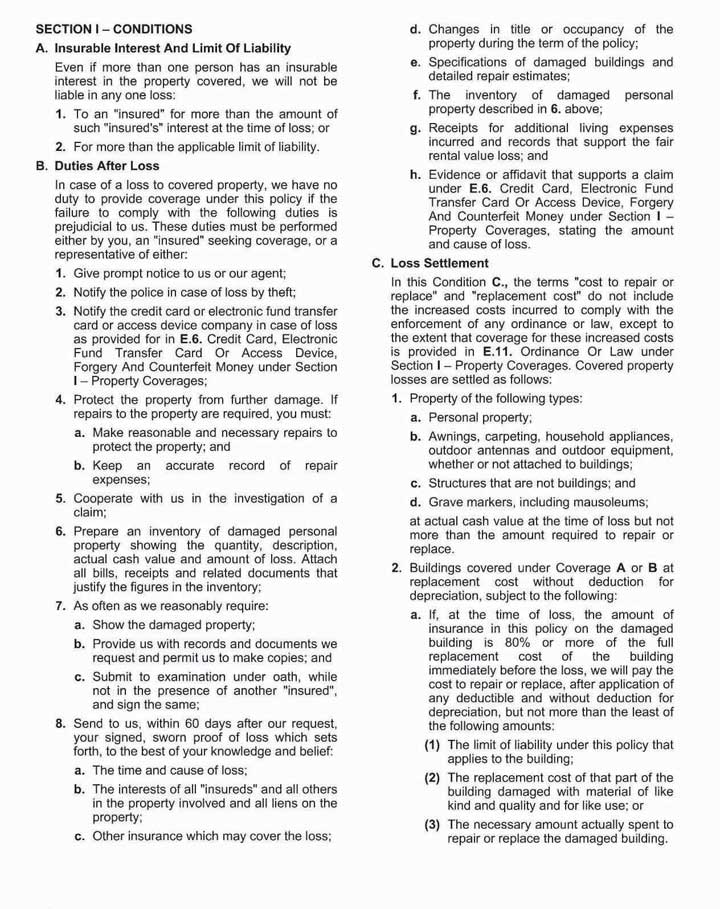 SECTION I – CONDITIONS
A. Insurable Interest And Limit Of Liability
Even if more than one person has an insurable
interest in the property covered, we will not be
liable in any one loss:
1. To an "insured" for more than the amount of
such "insured's" interest at the time of loss; or
2. For more than the applicable limit of liability.
B. Duties After Loss
In case of a loss to covered property, we have no
duty to provide coverage under this policy if the
failure to comply with the following duties is
prejudicial to us. These duties must be performed
either by you, an "insured" seeking coverage, or a
representative of either:
1. Give prompt notice to us or our agent;
2. Notify the police in case of loss by theft;
3. Notify the credit card or electronic fund transfer
card or access device company in case of loss
as provided for in E.6. Credit Card, Electronic
Fund Transfer Card Or Access Device,
Forgery And Counterfeit Money under Section
I – Property Coverages;
4. Protect the property from further damage. If
repairs to the property are required, you must:
a. Make reasonable and necessary repairs to
protect the property; and
b. Keep an accurate record of repair
expenses;
5. Cooperate with us in the investigation of a
claim;
6. Prepare an inventory of damaged personal
property showing the quantity, description,
actual cash value and amount of loss. Attach
all bills, receipts and related documents that
justify the figures in the inventory;
7. As often as we reasonably require:
a. Show the damaged property;
b. Provide us with records and documents we
request and permit us to make copies; and
c. Submit to examination under oath, while
not in the presence of another "insured",
and sign the same;
8. Send to us, within 60 days after our request,
your signed, sworn proof of loss which sets
forth, to the best of your knowledge and belief:
a. The time and cause of loss;
b. The interests of all "insureds" and all others
in the property involved and all liens on the
property;
c. Other insurance which may cover the loss;
d. Changes in title or occupancy of the
property during the term of the policy;
e. Specifications of damaged buildings and
detailed repair estimates;
f. The inventory of damaged personal
property described in 6. above;
g. Receipts for additional living expenses
incurred and records that support the fair
rental value loss; and
h. Evidence or affidavit that supports a claim
under E.6. Credit Card, Electronic Fund
Transfer Card Or Access Device, Forgery
And Counterfeit Money under Section I –
Property Coverages, stating the amount
and cause of loss.
C. Loss Settlement
In this Condition C., the terms "cost to repair or
replace" and "replacement cost" do not include
the increased costs incurred to comply with the
enforcement of any ordinance or law, except to
the extent that coverage for these increased costs
is provided in E.11. Ordinance Or Law under
Section I – Property Coverages. Covered property
losses are settled as follows:
1. Property of the following types:
a. Personal property;
b. Awnings, carpeting, household appliances,
outdoor antennas and outdoor equipment,
whether or not attached to buildings;
c. Structures that are not buildings; and
d. Grave markers, including mausoleums;
at actual cash value at the time of loss but not
more than the amount required to repair or
replace.
2. Buildings covered under Coverage A or B at
replacement cost without deduction for
depreciation, subject to the following:
a. If, at the time of loss, the amount of
insurance in this policy on the damaged
building is 80% or more of the full
replacement cost of the building
immediately before the loss, we will pay the
cost to repair or replace, after application of
any deductible and without deduction for
depreciation, but not more than the least of
the following amounts:
(1) The limit of liability under this policy that
applies to the building;
(2) The replacement cost of that part of the
building damaged with material of like
kind and quality and for like use; or
(3) The necessary amount actually spent to
repair or replace the damaged building.